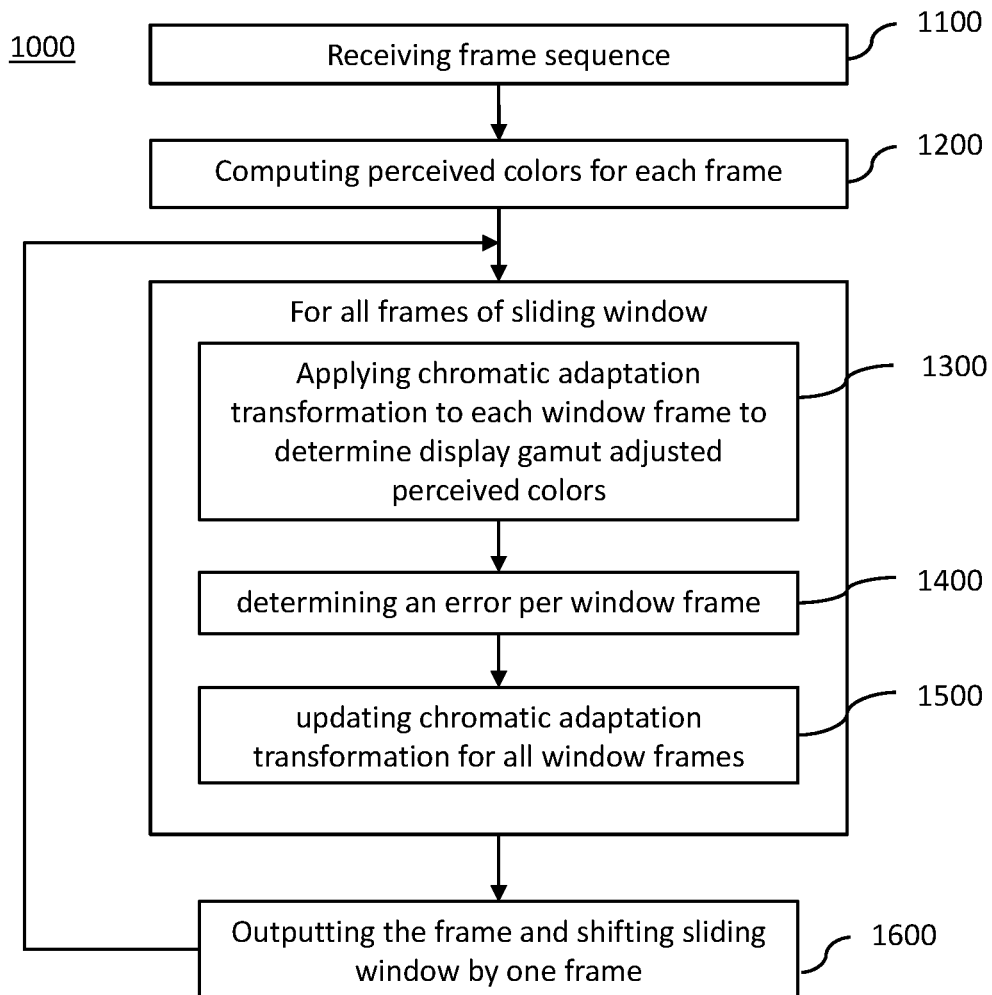 1000
Receiving frame sequence
1100
Computing perceived colors for each frame
1200
For all frames of sliding window
Applying chromatic adaptation
transformation to each window frame to
determine display gamut adjusted
perceived colors
1300
determining an error per window frame
1400
updating chromatic adaptation
transformation for all window frames
1500
Outputting the frame and shifting sliding
window by one frame
1600